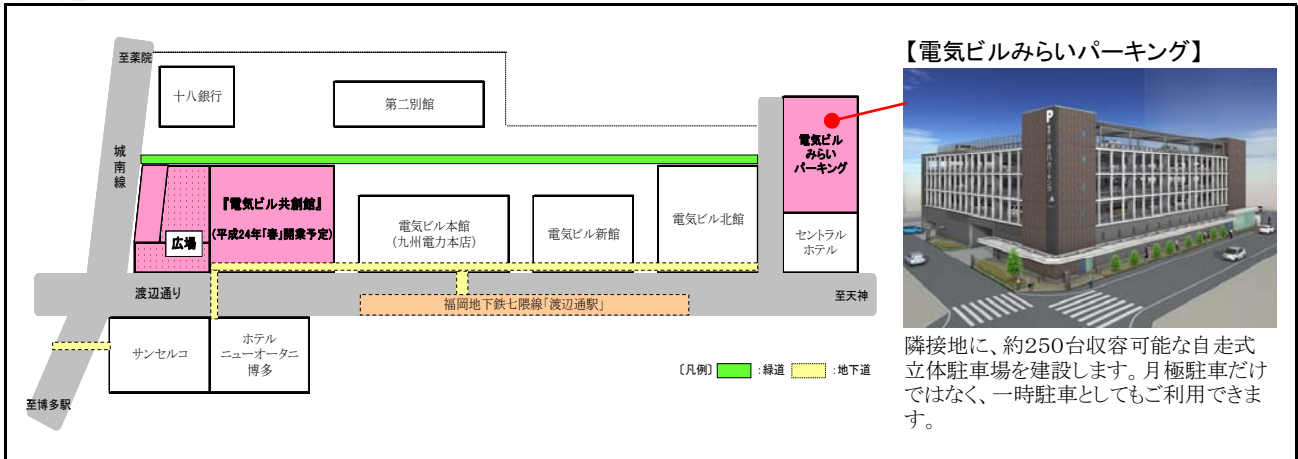 至薬院
十八銀行
第二別館
城南線
『電気ビル共創館』
(平成24年「春」開業予定)
広場
電気ビル本館
(九州電力本店)
電気ビル新館
電気ビル北館
電気ビル
みらい
パーキング
セントラル
ホテル
渡辺通り
福岡地下鉄七隈線「渡辺通駅」
至天神
サンセルコ
ホテル
ニューオータニ
博多
至博多駅
〔凡例〕 :緑道 :地下道
【電気ビルみらいパーキング】
P
隣接地に、約250台収容可能な自走式
立体駐車場を建設します。月極駐車だけ
ではなく、一時駐車としてもご利用できま
す。